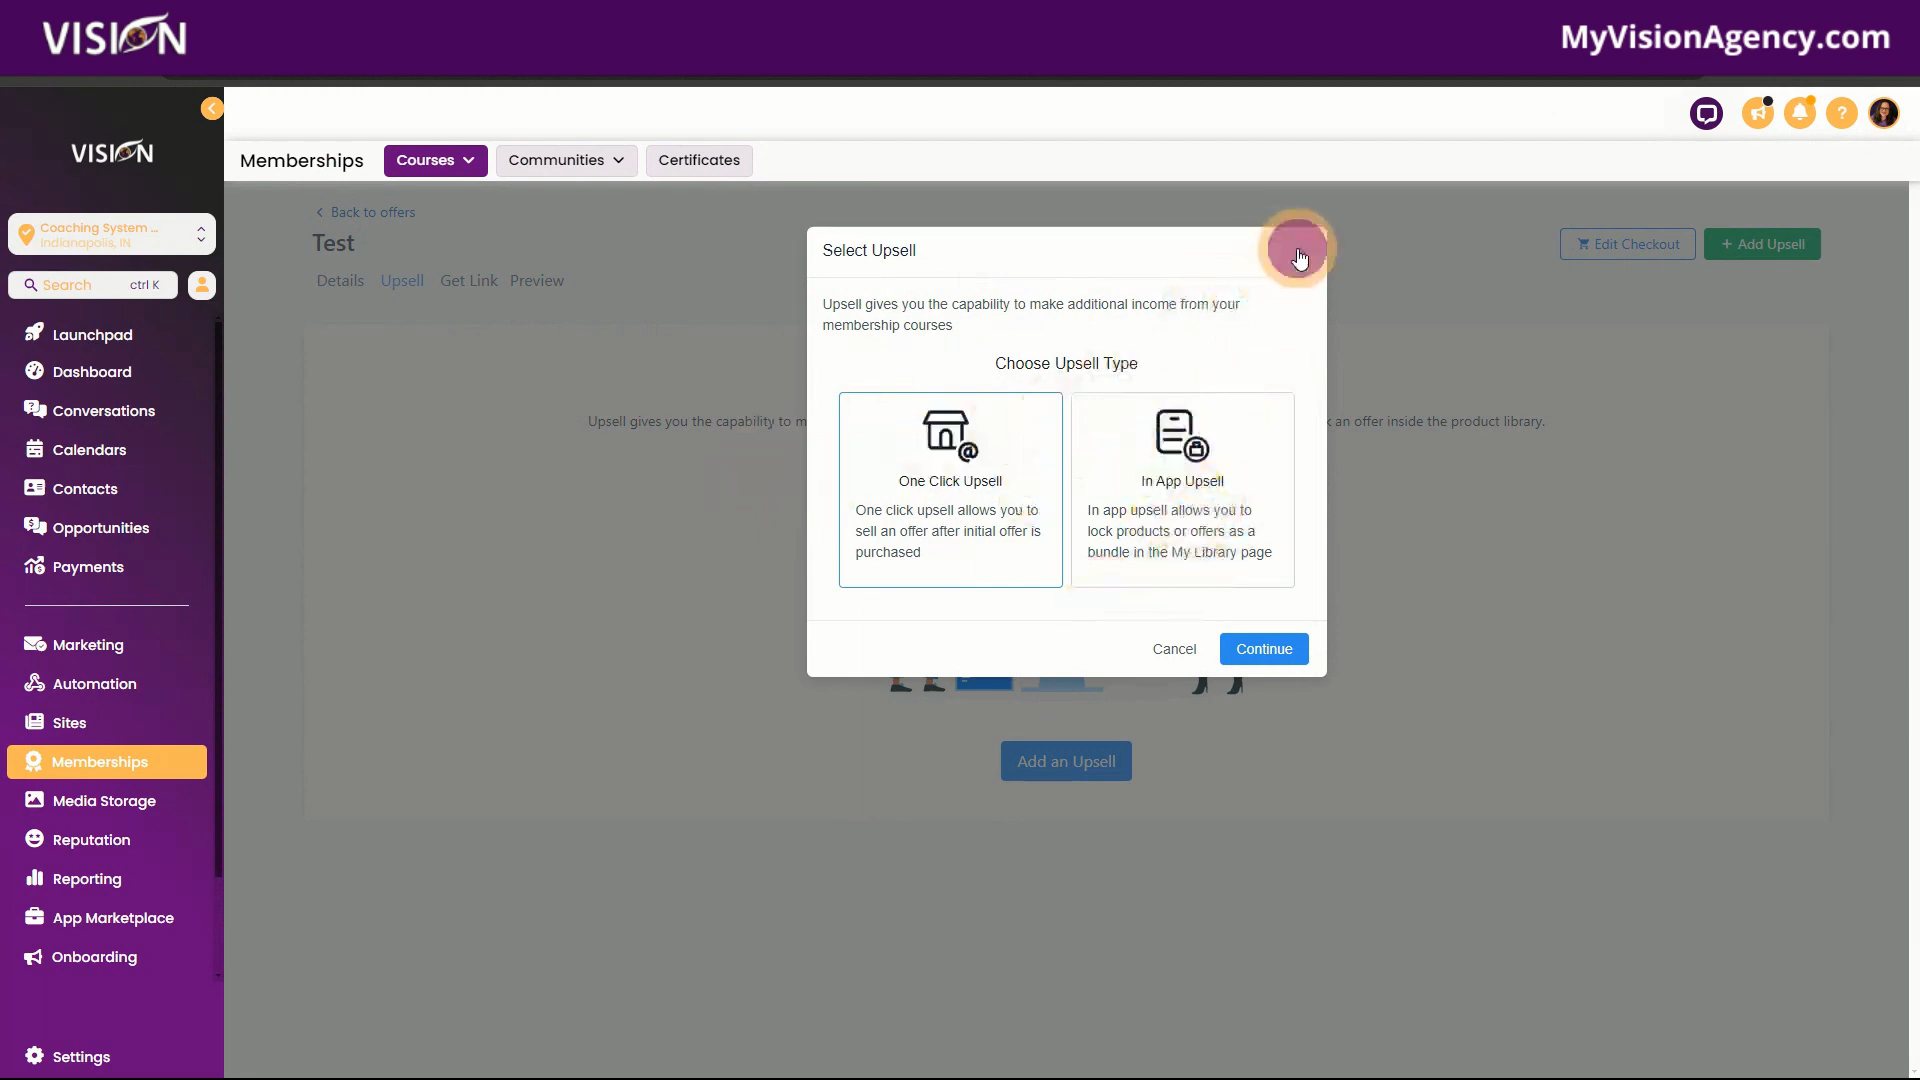 VISION
MyVisionAgency.com
VISION
Memberships
Courses
Communities
Certificates
Coaching System ...
Indianapolis, IN
Search
ctrl K
Launchpad
Dashboard
Conversations
Calendars
Contacts
Opportunities
Payments
Marketing
Automation
Sites
Memberships
Media Storage
Reputation
Reporting
App Marketplace
Onboarding
Settings
Back to offers
Test
Edit Checkout
+ Add Upsell
Details
Upsell
Get Link
Preview
Upsell gives you the capability to m
k an offer inside the product library.
Select Upsell
Upsell gives you the capability to make additional income from your
membership courses
Choose Upsell Type
One Click Upsell
One click upsell allows you to
sell an offer after initial offer is
purchased
In App Upsell
In app upsell allows you to
lock products or offers as a
bundle in the My Library page
Cancel
Continue
Add an Upsell